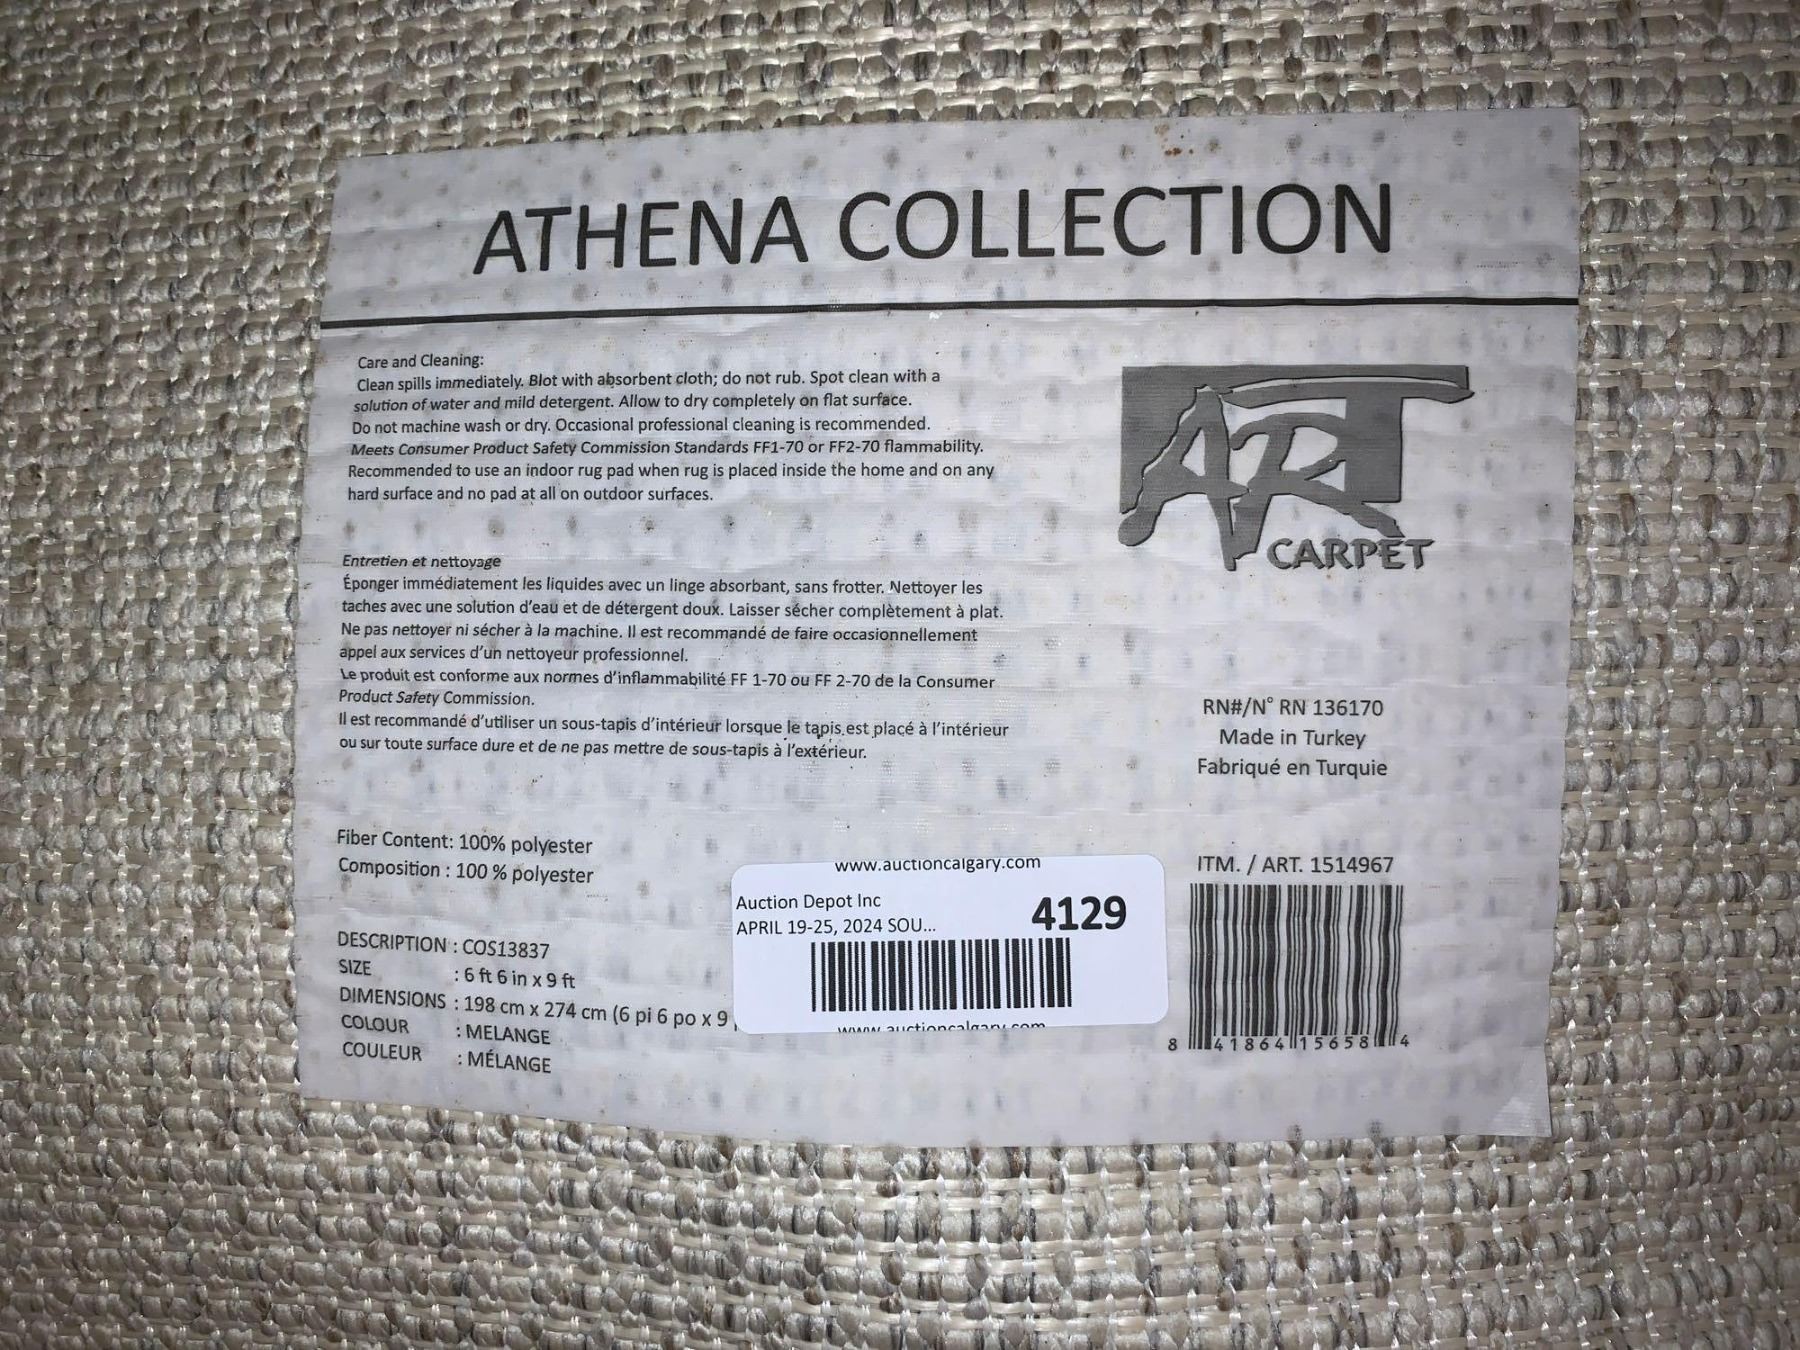 ATHENA COLLECTION
Care and Cleaning:
Clean spills immediately. Blot with absorbent cloth; do not rub. Spot clean with a
solution of water and mild detergent. Allow to dry completely on flat surface.
Do not machine wash or dry. Occasional professional cleaning is recommended.
Meets Consumer Product Safety Commission Standards FF1-70 or FF2-70 flammability.
Recommended to use an indoor rug pad when rug is placed inside the home and on any
hard surface and no pad at all on outdoor surfaces.
ART
CARPET
Entretien et nettoyage
Éponger immédiatement les liquides avec un linge absorbant, sans frotter. Nettoyer les
taches avec une solution d'eau et de détergent doux. Laisser sécher complètement à plat.
Ne pas nettoyer ni sécher à la machine. Il est recommandé de faire occasionnellement
appel aux services d'un nettoyeur professionnel.
Le produit est conforme aux normes d'inflammabilité FF 1-70 ou FF 2-70 de la Consumer
Product Safety Commission.
Il est recommandé d'utiliser un sous-tapis d'intérieur lorsque le tapis est placé à l'intérieur
ou sur toute surface dure et de ne pas mettre de sous-tapis à l'extérieur.
RN#/N° RN 136170
Made in Turkey
Fabriqué en Turquie
Fiber Content: 100% polyester
Composition : 100 % polyester
DESCRIPTION : COS13837
SIZE : 6 ft 6 in x 9 ft
DIMENSIONS : 198 cm x 274 cm (6 pi 6 po x 9
COLOUR : MELANGE
COULEUR : MÉLANGE
www.auctioncalgary.com
Auction Depot Inc
4129
APRIL 19-25, 2024 SOU...
www.auctioncalgary.com
ITM. / ART. 1514967
8 41864 15658 4